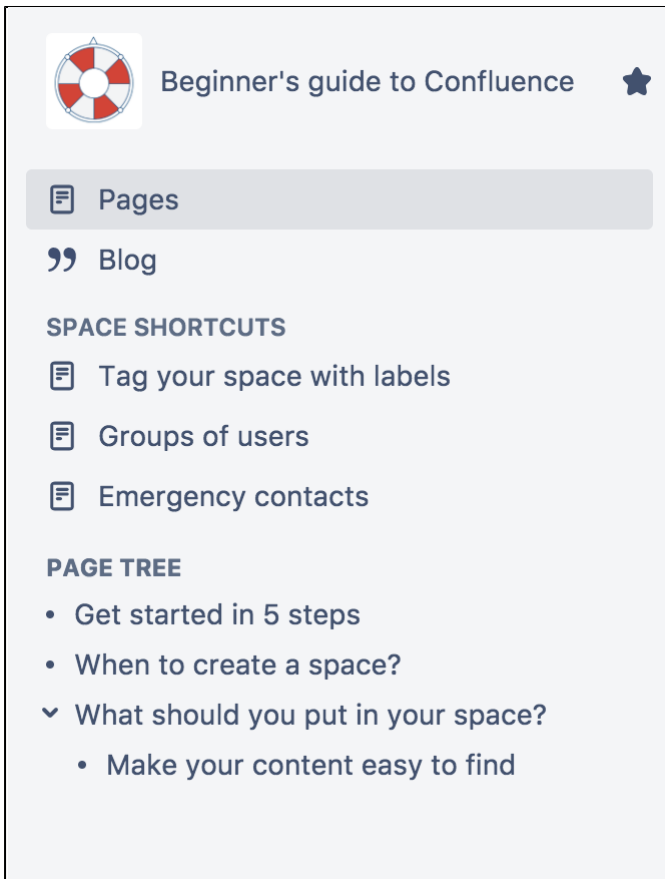 Beginner's guide to Confluence
Pages
Blog
SPACE SHORTCUTS
Tag your space with labels
Groups of users
Emergency contacts
PAGE TREE
• Get started in 5 steps
• When to create a space?
What should you put in your space?
• Make your content easy to find